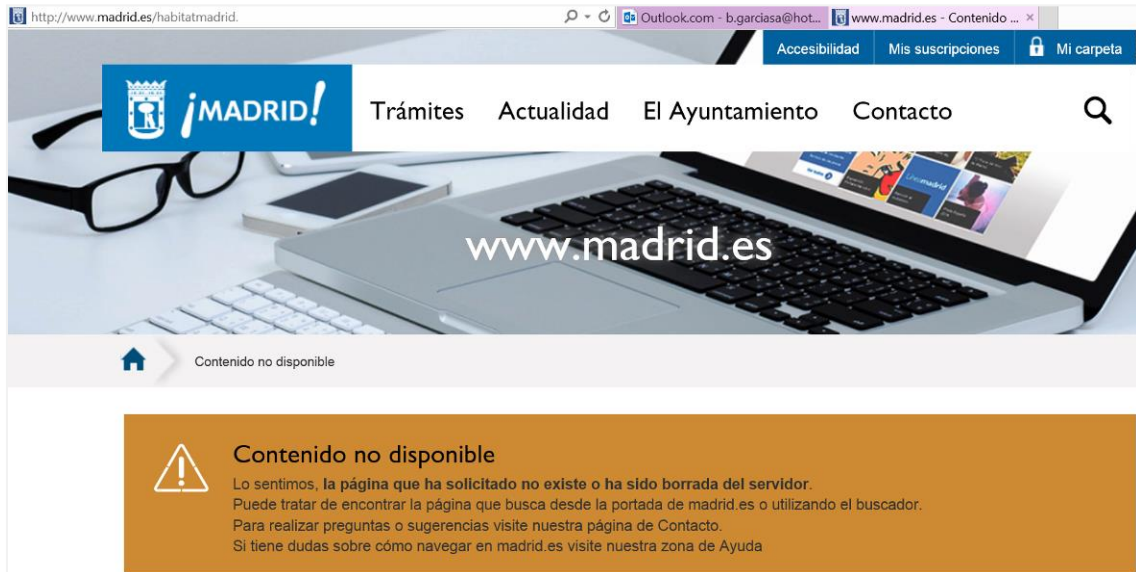 http://www.madrid.es/habitatmadrid.
Outlook.com - b.garciasa@hot...
www.madrid.es - Contenido ...
Accesibilidad Mis suscripciones Mi carpeta
¡MADRID!
Trámites Actualidad El Ayuntamiento Contacto
Línea madrid
www.madrid.es
Contenido no disponible
Contenido no disponible
Lo sentimos, la página que ha solicitado no existe o ha sido borrada del servidor.
Puede tratar de encontrar la página que busca desde la portada de madrid.es o utilizando el buscador.
Para realizar preguntas o sugerencias visite nuestra página de Contacto.
Si tiene dudas sobre cómo navegar en madrid.es visite nuestra zona de Ayuda